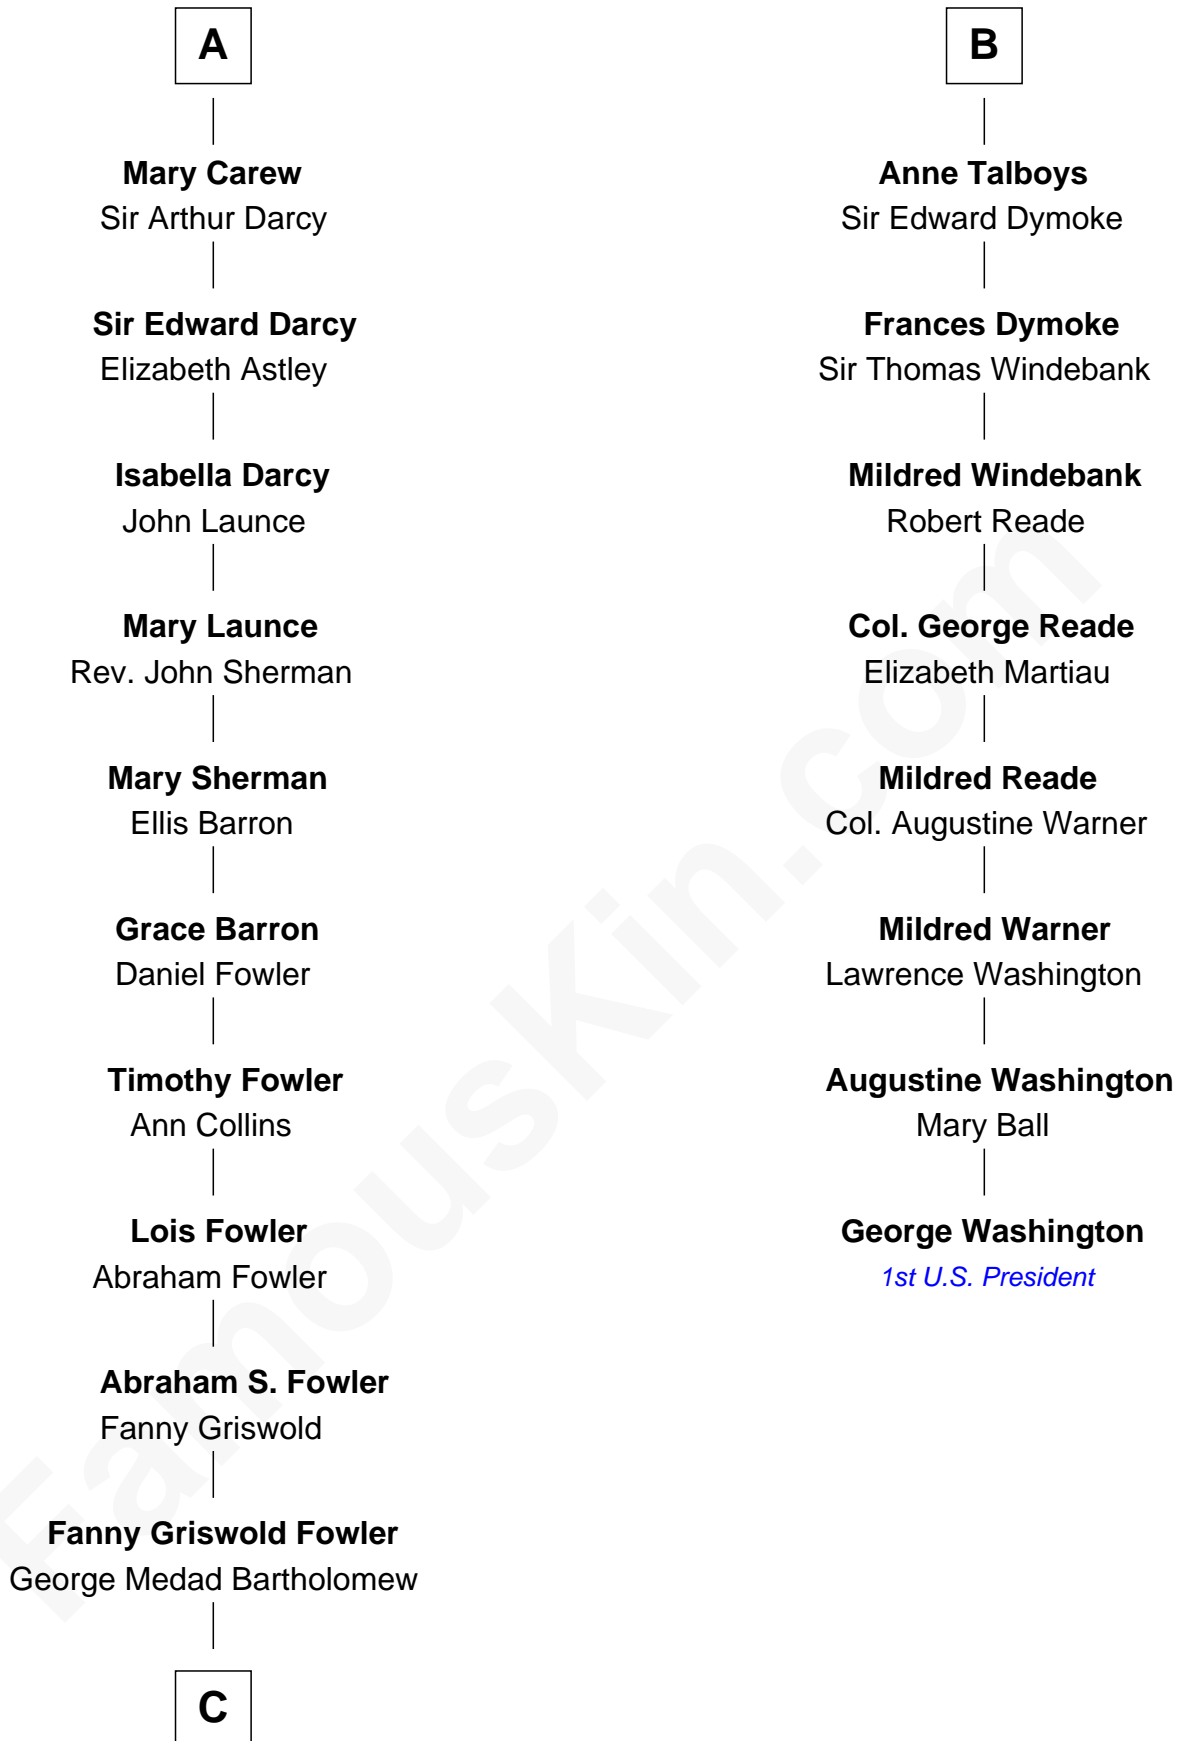 A
Mary Carew
Sir Arthur Darcy
Sir Edward Darcy
Elizabeth Astley
Isabella Darcy
John Launce
Mary Launce
Rev. John Sherman
Mary Sherman
Ellis Barron
Grace Barron
Daniel Fowler
Timothy Fowler
Ann Collins
Lois Fowler
Abraham Fowler
Abraham S. Fowler
Fanny Griswold
Fanny Griswold Fowler
George Medad Bartholomew
C
B
Anne Talboys
Sir Edward Dymoke
Frances Dymoke
Sir Thomas Windebank
Mildred Windebank
Robert Reade
Col. George Reade
Elizabeth Martiau
Mildred Reade
Col. Augustine Warner
Mildred Warner
Lawrence Washington
Augustine Washington
Mary Ball
George Washington
1st U.S. President
FamousKin.com